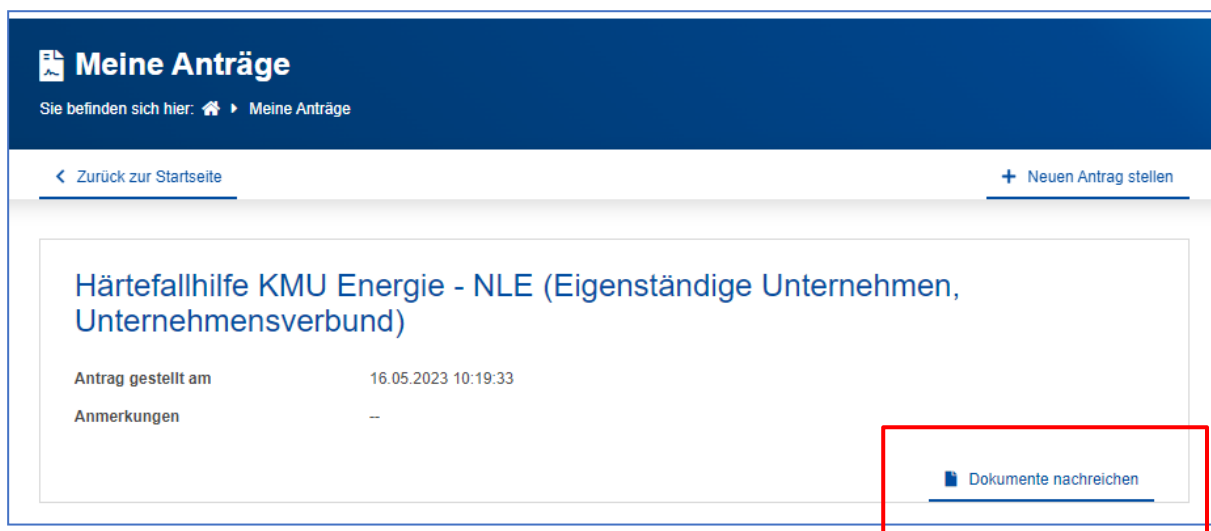 Meine Anträge
Sie befinden sich hier: Meine Anträge
Zurück zur Startseite
+ Neuen Antrag stellen
Härtefallhilfe KMU Energie - NLE (Eigenständige Unternehmen,
Unternehmensverbund)
Antrag gestellt am 16.05.2023 10:19:33
Anmerkungen --
Dokumente nachreichen